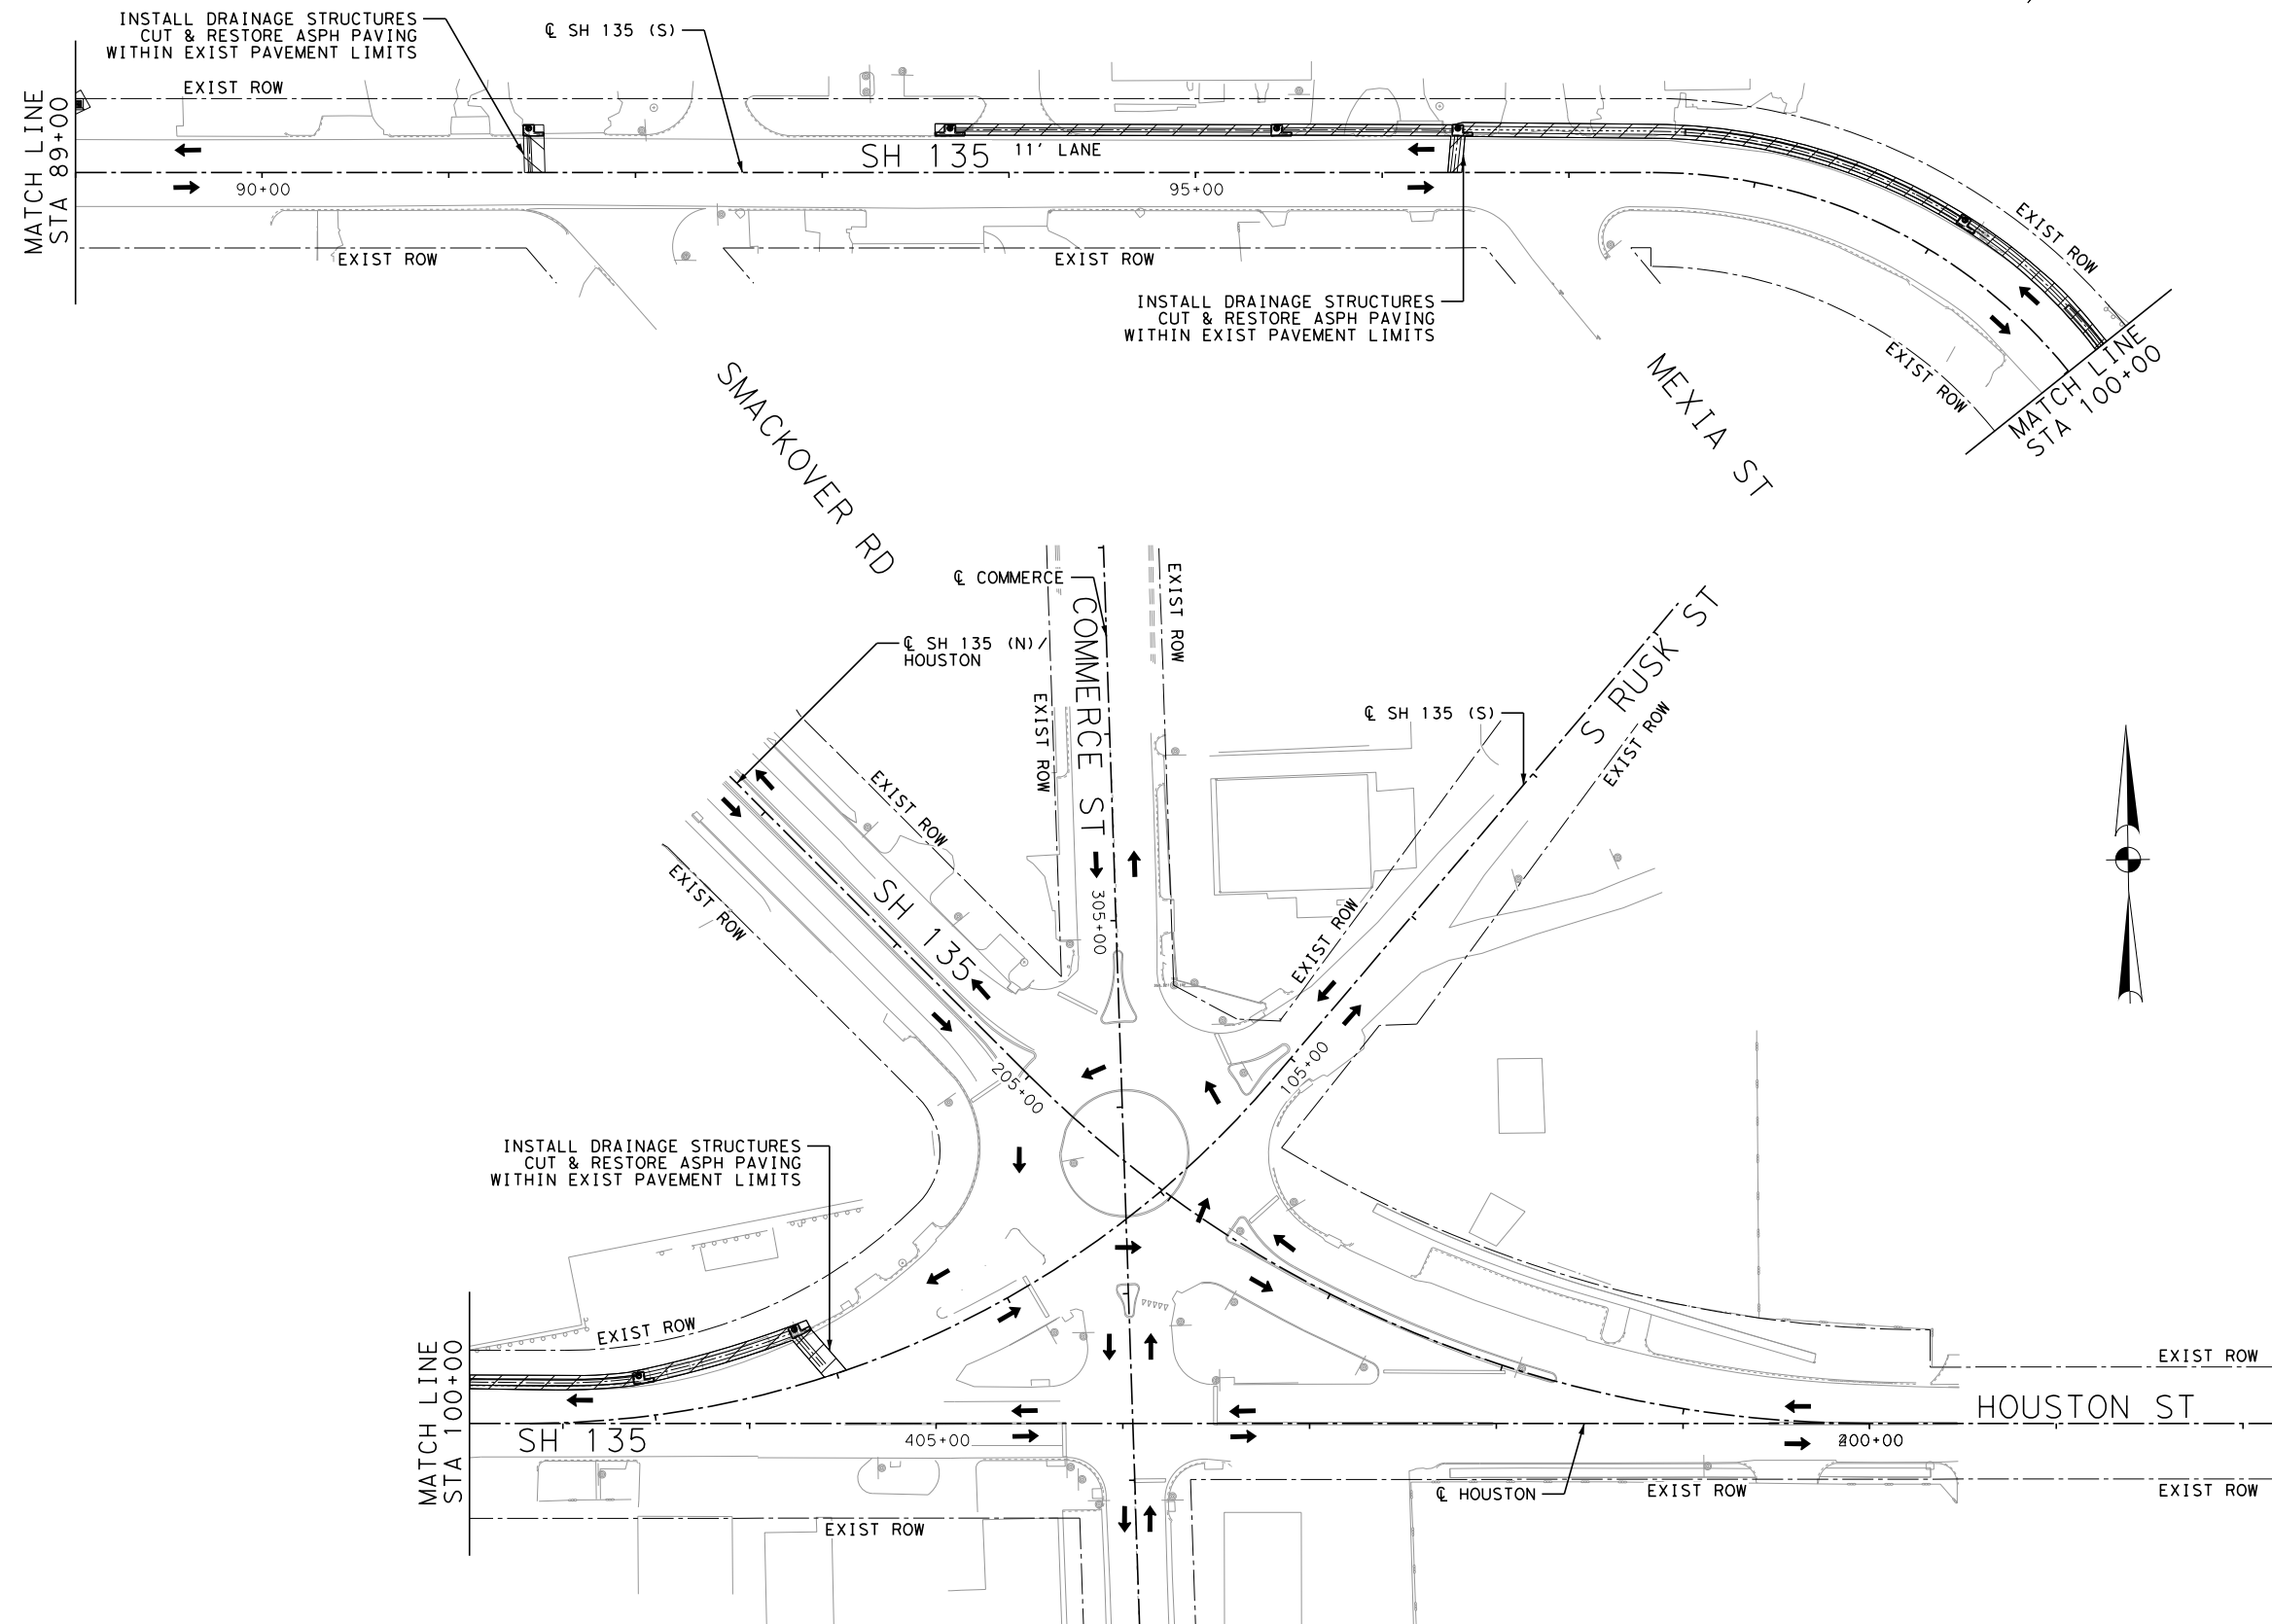 INSTALL DRAINAGE STRUCTURES
CUT & RESTORE ASPH PAVING
WITHIN EXIST PAVEMENT LIMITS
℄ SH 135 (S)
EXIST ROW
MATCH LINE
STA 89+00
SH 135
11' LANE
90+00
95+00
EXIST ROW
EXIST ROW
EXIST ROW
INSTALL DRAINAGE STRUCTURES
CUT & RESTORE ASPH PAVING
WITHIN EXIST PAVEMENT LIMITS
EXIST ROW
MATCH LINE
STA 100+00
SMACKOVER RD
MEXIA ST
℄ COMMERCE
COMMERCE ST
EXIST ROW
℄ SH 135 (N)/
HOUSTON
EXIST ROW
S RUSK ST
℄ SH 135 (S)
EXIST ROW
EXIST ROW
EXIST ROW
SH 135
305+00
EXIST ROW
205+00
105+00
INSTALL DRAINAGE STRUCTURES
CUT & RESTORE ASPH PAVING
WITHIN EXIST PAVEMENT LIMITS
EXIST ROW
MATCH LINE
STA 100+00
SH 135
405+00
EXIST ROW
HOUSTON ST
00+00
℄ HOUSTON
EXIST ROW
EXIST ROW
EXIST ROW